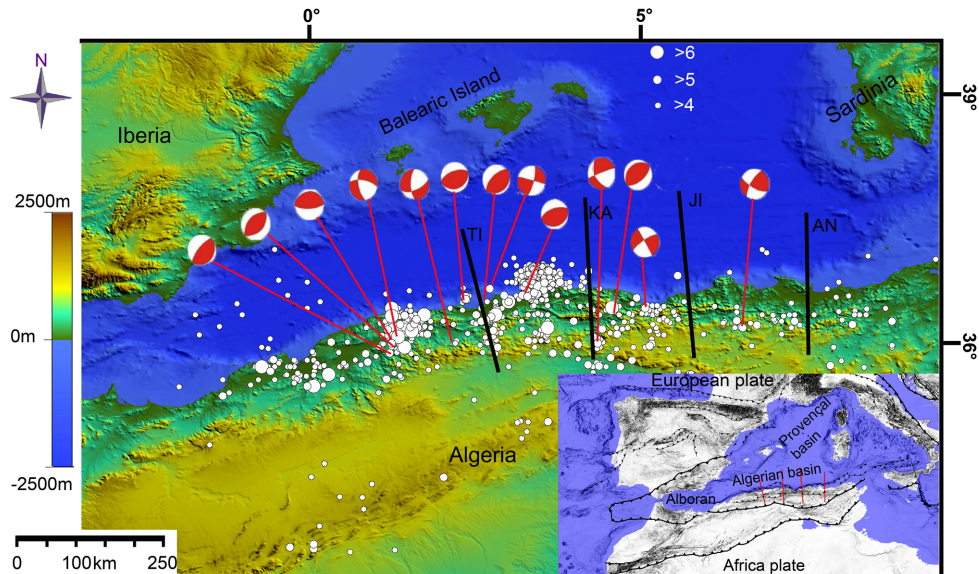 0°
5°
N
>6
>5
>4
39°
Iberia
Balearic Island
Sardinia
2500m
0m
-2500m
TI
KA
JI
AN
36°
Algeria
European plate
Provençal
basin
Algerian basin
Alboran
Africa plate
0
100km
250